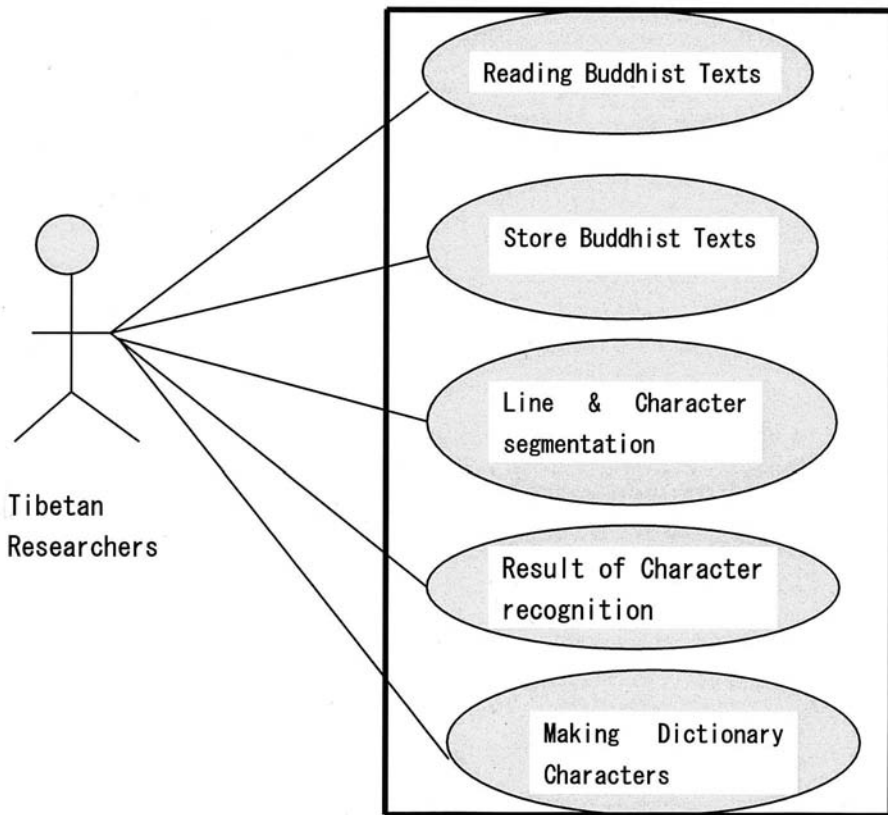 Reading Buddhist Texts
Store Buddhist Texts
Line & Character
segmentation
Tibetan
Researchers
Result of Character
recognition
Making Dictionary
Characters